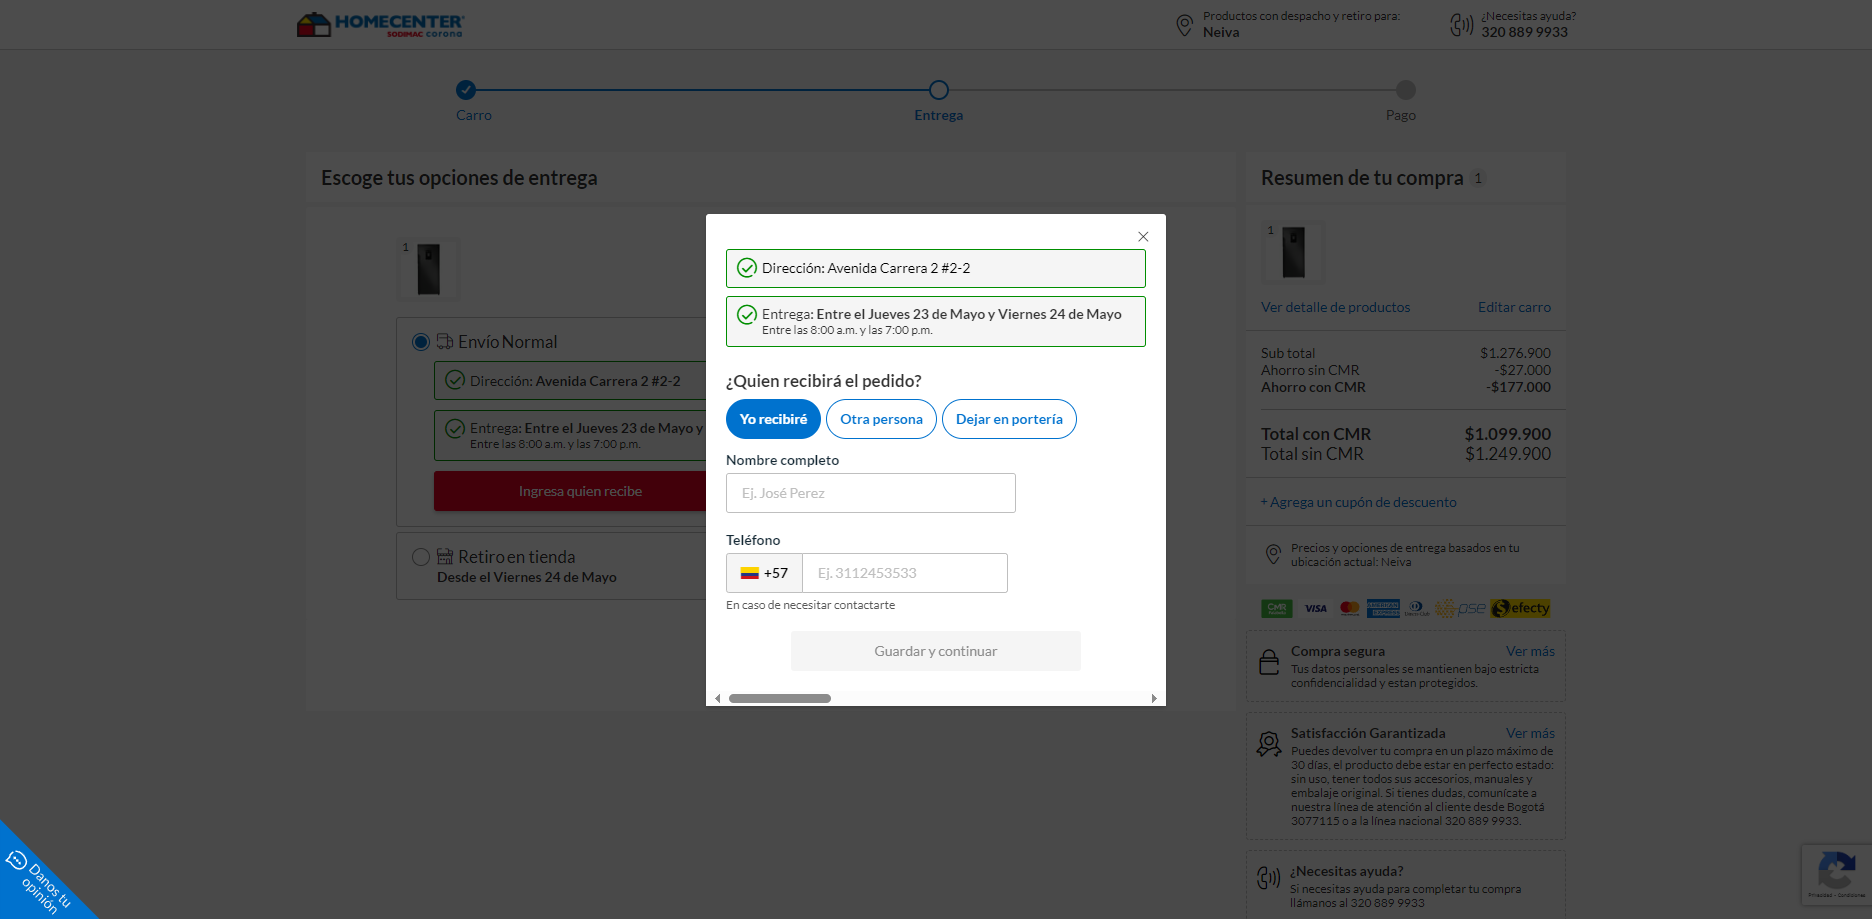 HOMECENTER
SODIMAC corona
Productos con despacho y retiro para:
Neiva
¿Necesitas ayuda?
320 889 9933
Carro
Entrega
Pago
Escoge tus opciones de entrega
1
Envío Normal
Dirección: Avenida Carrera 2 #2-2
Entrega: Entre el Jueves 23 de Mayo y
Entre las 8:00 a.m. y las 7:00 p.m.
Ingresa quien recibe
Retiro en tienda
Desde el Viernes 24 de Mayo
Dirección: Avenida Carrera 2 #2-2
Entrega: Entre el Jueves 23 de Mayo y Viernes 24 de Mayo
Entre las 8:00 a.m. y las 7:00 p.m.
¿Quien recibirá el pedido?
Yo recibiré
Otra persona
Dejar en portería
Nombre completo
Ej. José Perez
Teléfono
+57
Ej. 3112453533
En caso de necesitar contactarte
Guardar y continuar
Resumen de tu compra 1
1
Ver detalle de productos
Editar carro
Sub total $1.276.900
Ahorro sin CMR -$27.000
Ahorro con CMR -$177.000
Total con CMR $1.099.900
Total sin CMR $1.249.900
+ Agrega un cupón de descuento
Precios y opciones de entrega basados en tu
ubicación actual: Neiva
CMR VISA AMERICAN EXPRESS pse $ efecty
Compra segura Ver más
Tus datos personales se mantienen bajo estricta
confidencialidad y estan protegidos.
Satisfacción Garantizada Ver más
Puedes devolver tu compra en un plazo máximo de
30 días, el producto debe estar en perfecto estado:
sin uso, tener todos sus accesorios, manuales y
embalaje original. Si tienes dudas, comunícate a
nuestra línea de atención al cliente desde Bogotá
3077115 o a la línea nacional 320 889 9933.
¿Necesitas ayuda?
Si necesitas ayuda para completar tu compra
llámanos al 320 889 9933
Danos tu
opinión
Privacidad - Condiciones